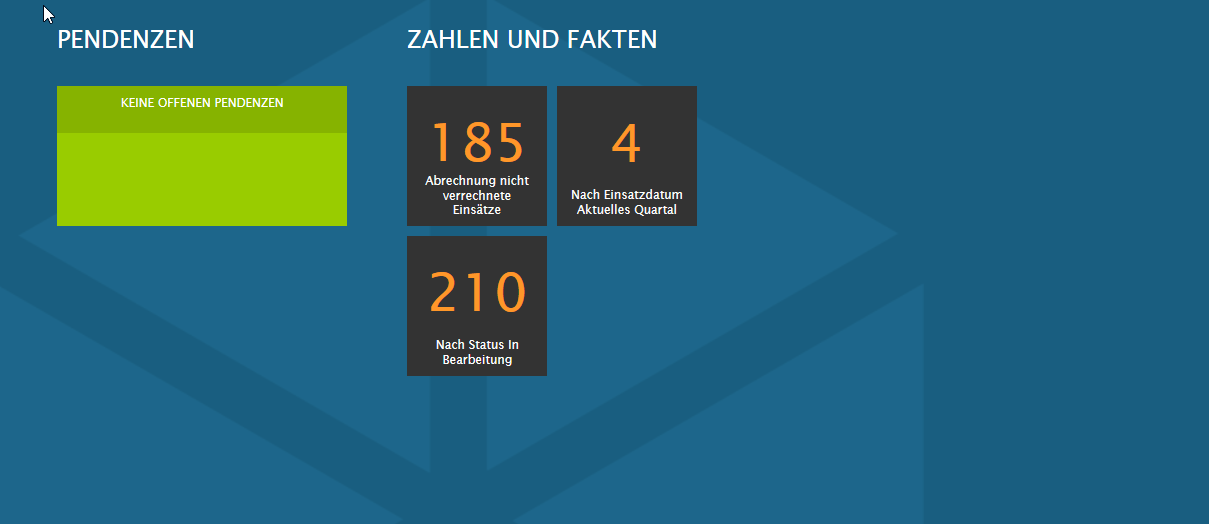 PENDENZEN
KEINE OFFENEN PENDENZEN
ZAHLEN UND FAKTEN
185
Abrechnung nicht
verrechnete
Einsätze
4
Nach Einsatzdatum
Aktuelles Quartal
210
Nach Status In
Bearbeitung